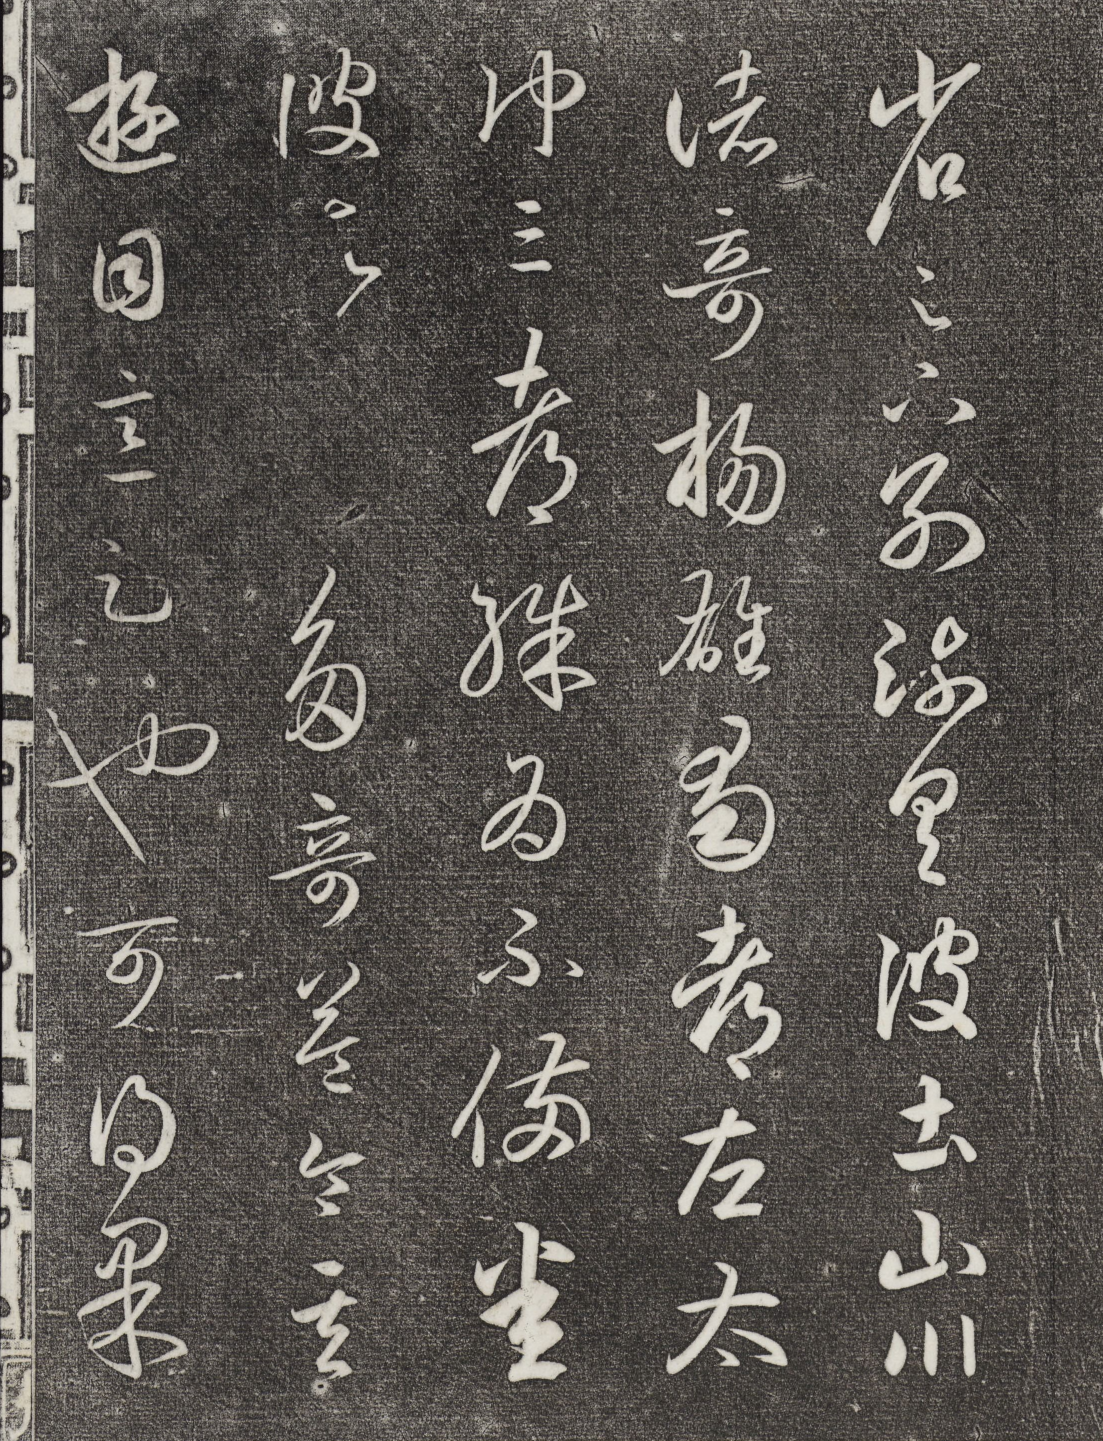 省足下別疏具彼土山川
諸奇楊雄蜀都左太
沖三都殊為不備悉
彼故為多奇益令其
遊目意足也可得果